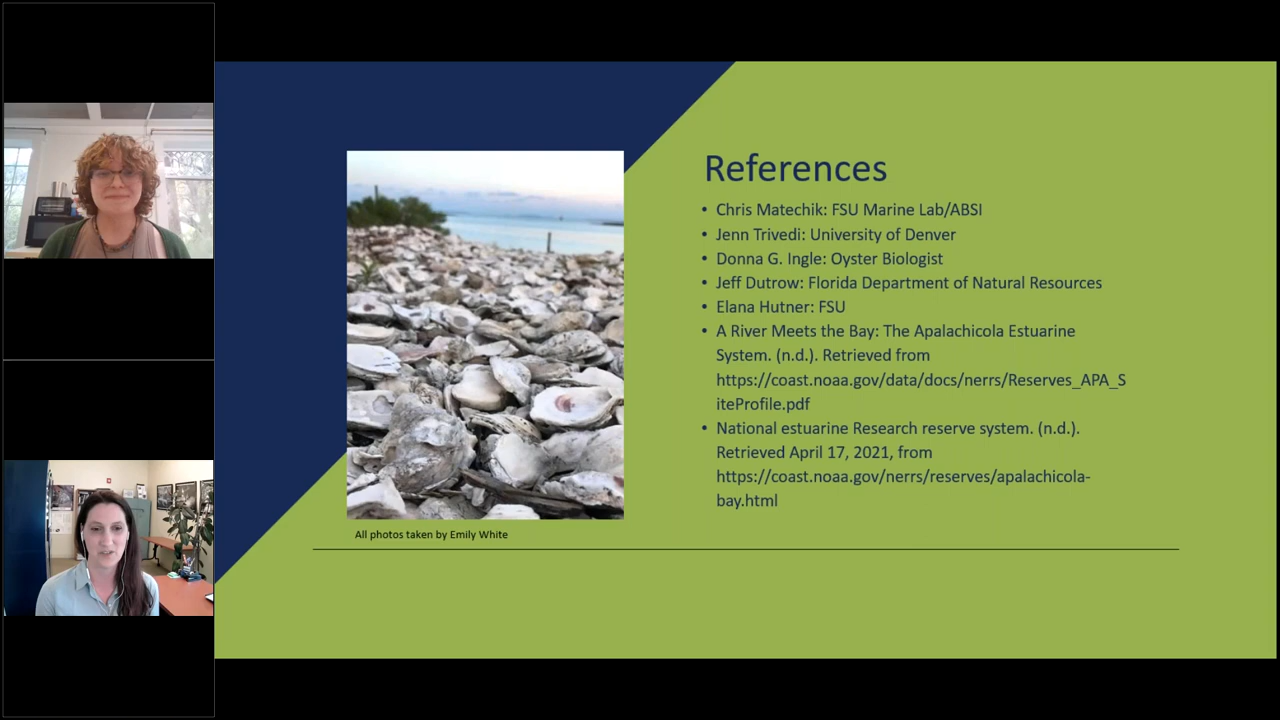 References
• Chris Matechik: FSU Marine Lab/ABSI
• Jenn Trivedi: University of Denver
• Donna G. Ingle: Oyster Biologist
• Jeff Dutrow: Florida Department of Natural Resources
• Elana Hutner: FSU
• A River Meets the Bay: The Apalachicola Estuarine
System. (n.d.). Retrieved from
https://coast.noaa.gov/data/docs/nerrs/Reserves_APA_S
iteProfile.pdf
• National estuarine Research reserve system. (n.d.).
Retrieved April 17, 2021, from
https://coast.noaa.gov/nerrs/reserves/apalachicola-
bay.html
All photos taken by Emily White